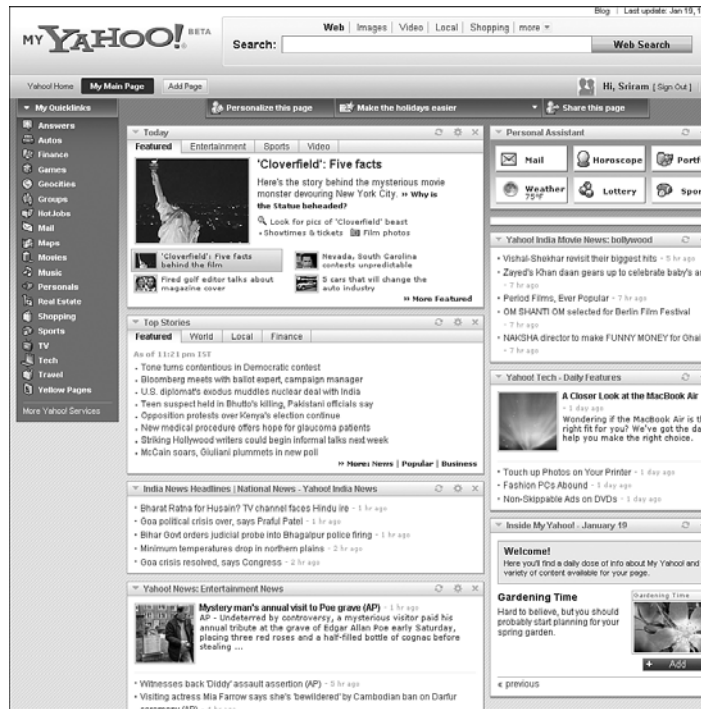 Blog | Last update: Jan 19, 1
MY YAHOO! BETA
Web | Images | Video | Local | Shopping | more
Search: Web Search
Yahoo! Home My Main Page Add Page
Hi, Sriram [ Sign Out ]
My Quicklinks
Personalize this page
Make the holidays easier
Share this page
Answers
Autos
Finance
Games
Geocities
Groups
HotJobs
Mail
Maps
Movies
Music
Personals
Real Estate
Shopping
Sports
TV
Tech
Travel
Yellow Pages
More Yahoo! Services
Today
Featured Entertainment Sports Video
'Cloverfield': Five facts
Here's the story behind the mysterious movie
monster devouring New York City. » Why is
the Statue beheaded?
Look for pics of 'Cloverfield' beast
• Showtimes & tickets Film photos
'Cloverfield': Five facts
behind the film
Nevada, South Carolina
contests unpredictable
Fired golf editor talks about
magazine cover
5 cars that will change the
auto industry
» More Featured
Top Stories
Featured World Local Finance
As of 11:21 pm IST
• Tone turns contentious in Democratic contest
• Bloomberg meets with ballot expert, campaign manager
• U.S. diplomat's exodus muddles nuclear deal with India
• Teen suspect held in Bhutto's killing, Pakistani officials say
• Opposition protests over Kenya's election continue
• New medical procedure offers hope for glaucoma patients
• Striking Hollywood writers could begin informal talks next week
• McCain soars, Giuliani plummets in new poll
» More: News | Popular | Business
India News Headlines | National News - Yahoo! India News
• Bharat Ratna for Husain? TV channel faces Hindu ire - 1 hr ago
• Goa political crisis over, says Praful Patel - 1 hr ago
• Bihar Govt orders judicial probe into Bhagalpur police firing - 1 hr ago
• Minimum temperatures drop in northern plains - 2 hr ago
• Goa crisis resolved, says Congress - 2 hr ago
Yahoo! News: Entertainment News
Mystery man's annual visit to Poe grave (AP) - 1 hr ago
AP - Undeterred by controversy, a mysterious visitor paid his
annual tribute at the grave of Edgar Allan Poe early Saturday,
placing three red roses and a half-filled bottle of cognac before
stealing ...
• Witnesses back 'Diddy' assault assertion (AP) - 5 hr ago
• Visiting actress Mia Farrow says she's 'bewildered' by Cambodian ban on Darfur
Personal Assistant
Mail Horoscope Portf
Weather 75°F Lottery Spor
Yahoo! India Movie News: bollywood
• Vishal-Shekhar revisit their biggest hits - 5 hr ago
• Zayed's Khan daan gears up to celebrate baby's ar
- 7 hr ago
• Period Films, Ever Popular - 7 hr ago
• OM SHANTI OM selected for Berlin Film Festival
- 7 hr ago
• NAKSHA director to make FUNNY MONEY for Ghai
- 7 hr ago
Yahoo! Tech - Daily Features
A Closer Look at the MacBook Air
- 1 day ago
Wondering if the MacBook Air is th
right fit for you? We've got the da
help you make the right choice.
• Touch up Photos on Your Printer - 1 day ago
• Fashion PCs Abound - 1 day ago
• Non-Skippable Ads on DVDs - 1 day ago
Inside My Yahoo! - January 19
Welcome!
Here you'll find a daily dose of info about My Yahoo! and
variety of content available for your page.
Gardening Time
Hard to believe, but you should
probably start planning for your
spring garden.
Gardening Time
+ Add
« previous